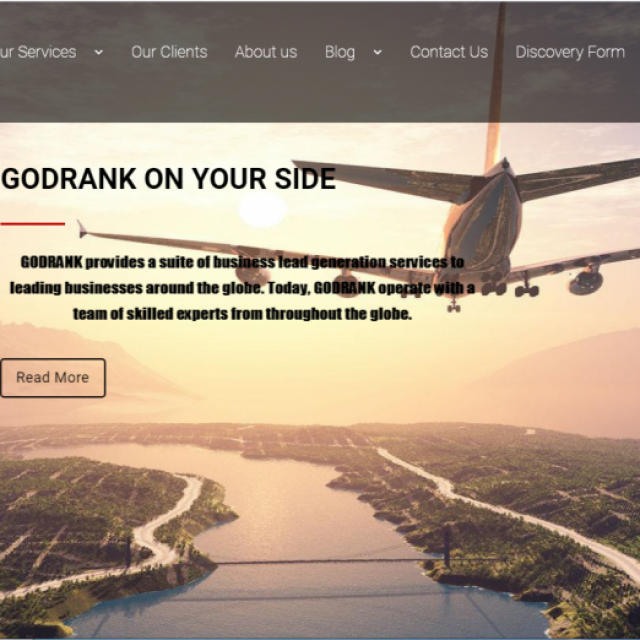 ur Services Our Clients About us Blog Contact Us Discovery Form
GODRANK ON YOUR SIDE
GODRANK provides a suite of business lead generation services to
leading businesses around the globe. Today, GODRANK operate with a
team of skilled experts from throughout the globe.
Read More